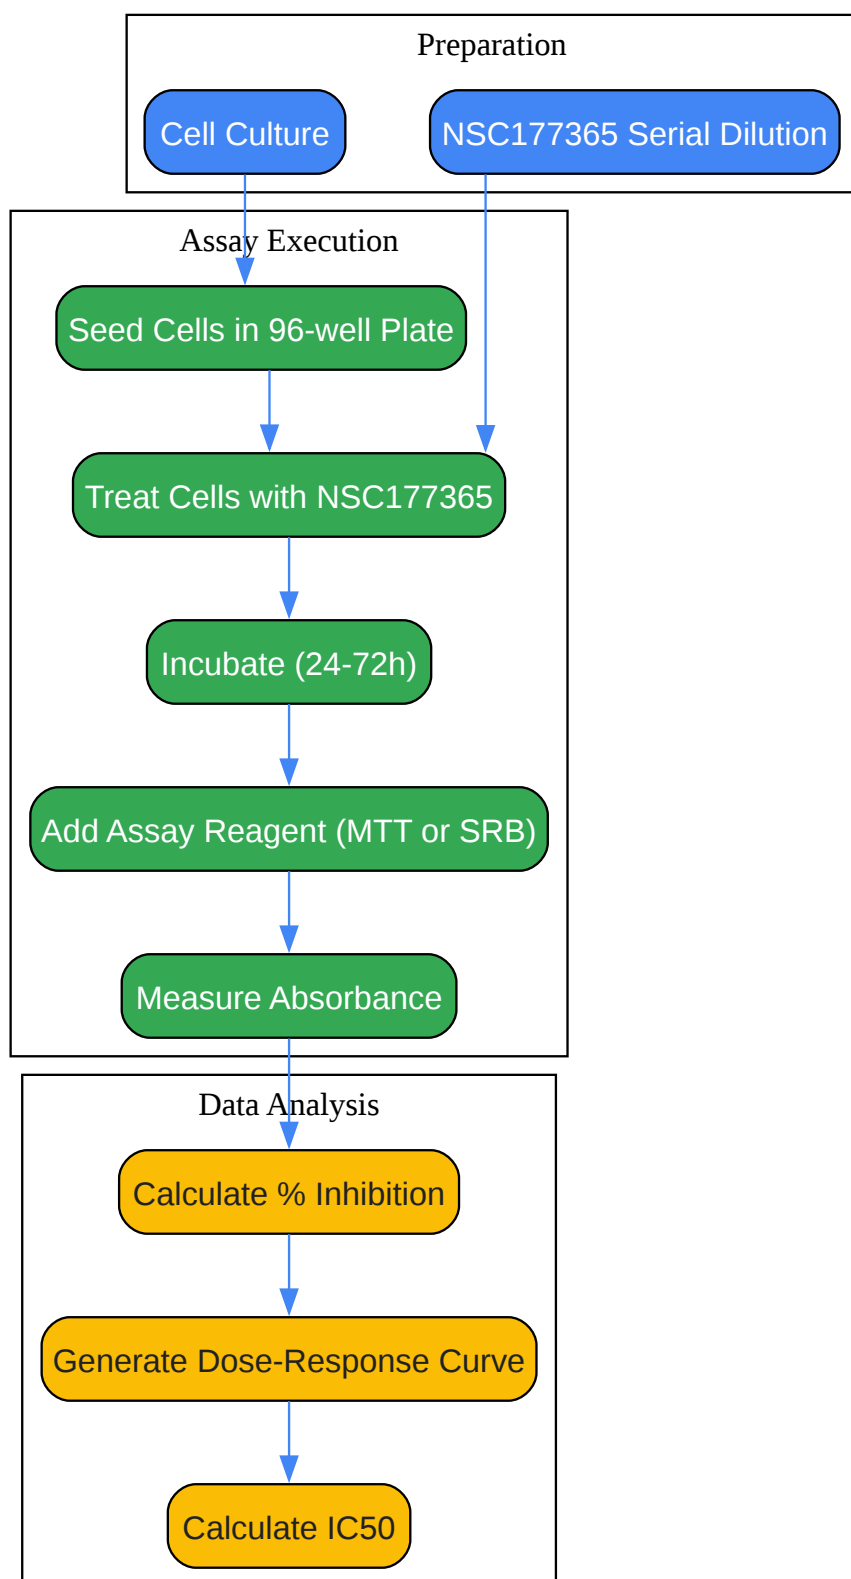 Preparation
Cell Culture
NSC177365 Serial Dilution
Assay Execution
Seed Cells in 96-well Plate
Treat Cells with NSC177365
Incubate (24-72h)
Add Assay Reagent (MTT or SRB)
Measure Absorbance
Data Analysis
Calculate % Inhibition
Generate Dose-Response Curve
Calculate IC50